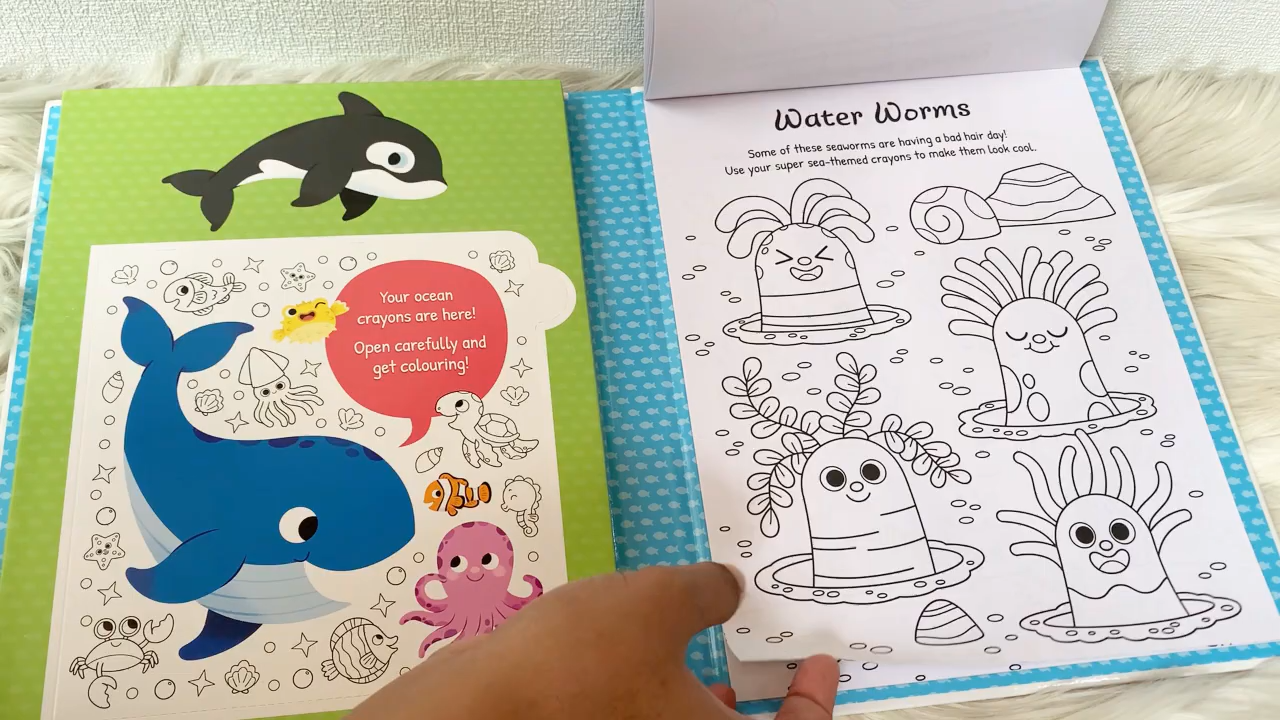 Your ocean
crayons are here!
Open carefully and
get colouring!
Water Worms
Some of these seaworms are having a bad hair day!
Use your super sea-themed crayons to make them look cool.